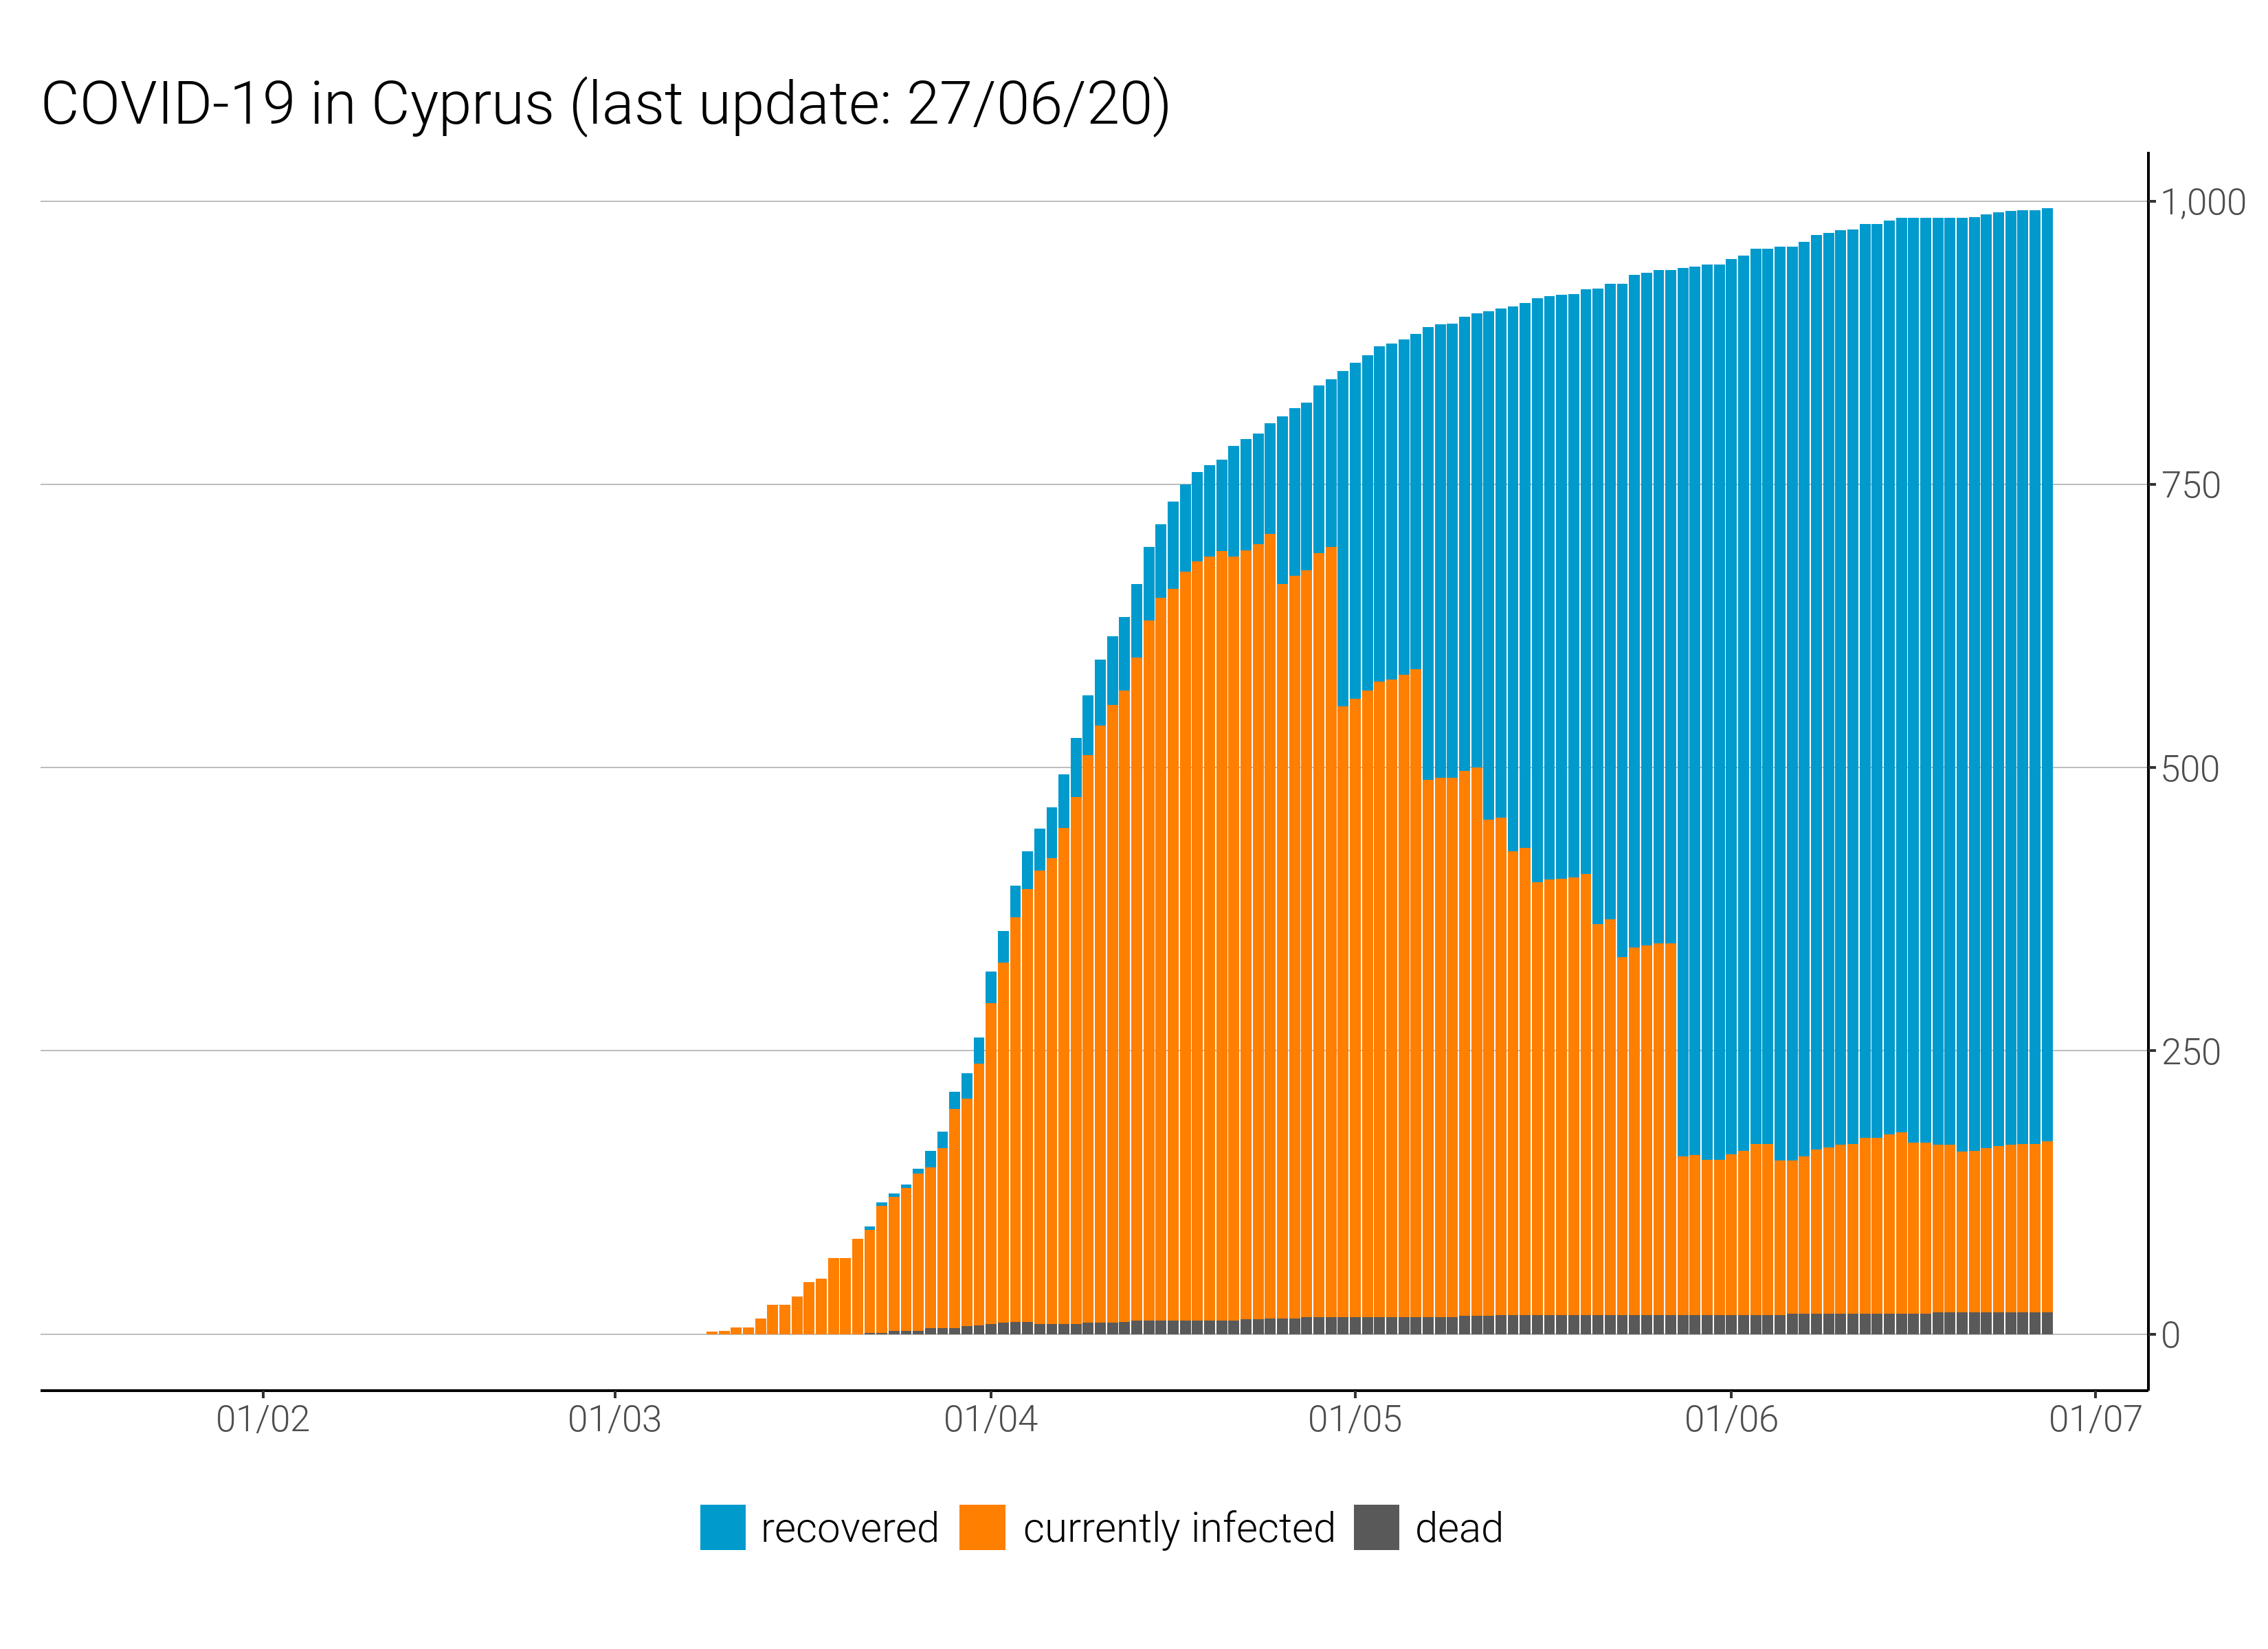 COVID-19 in Cyprus (last update: 27/06/20)
1,000
750
500
250
0
01/02 01/03 01/04 01/05 01/06 01/07
recovered currently infected dead